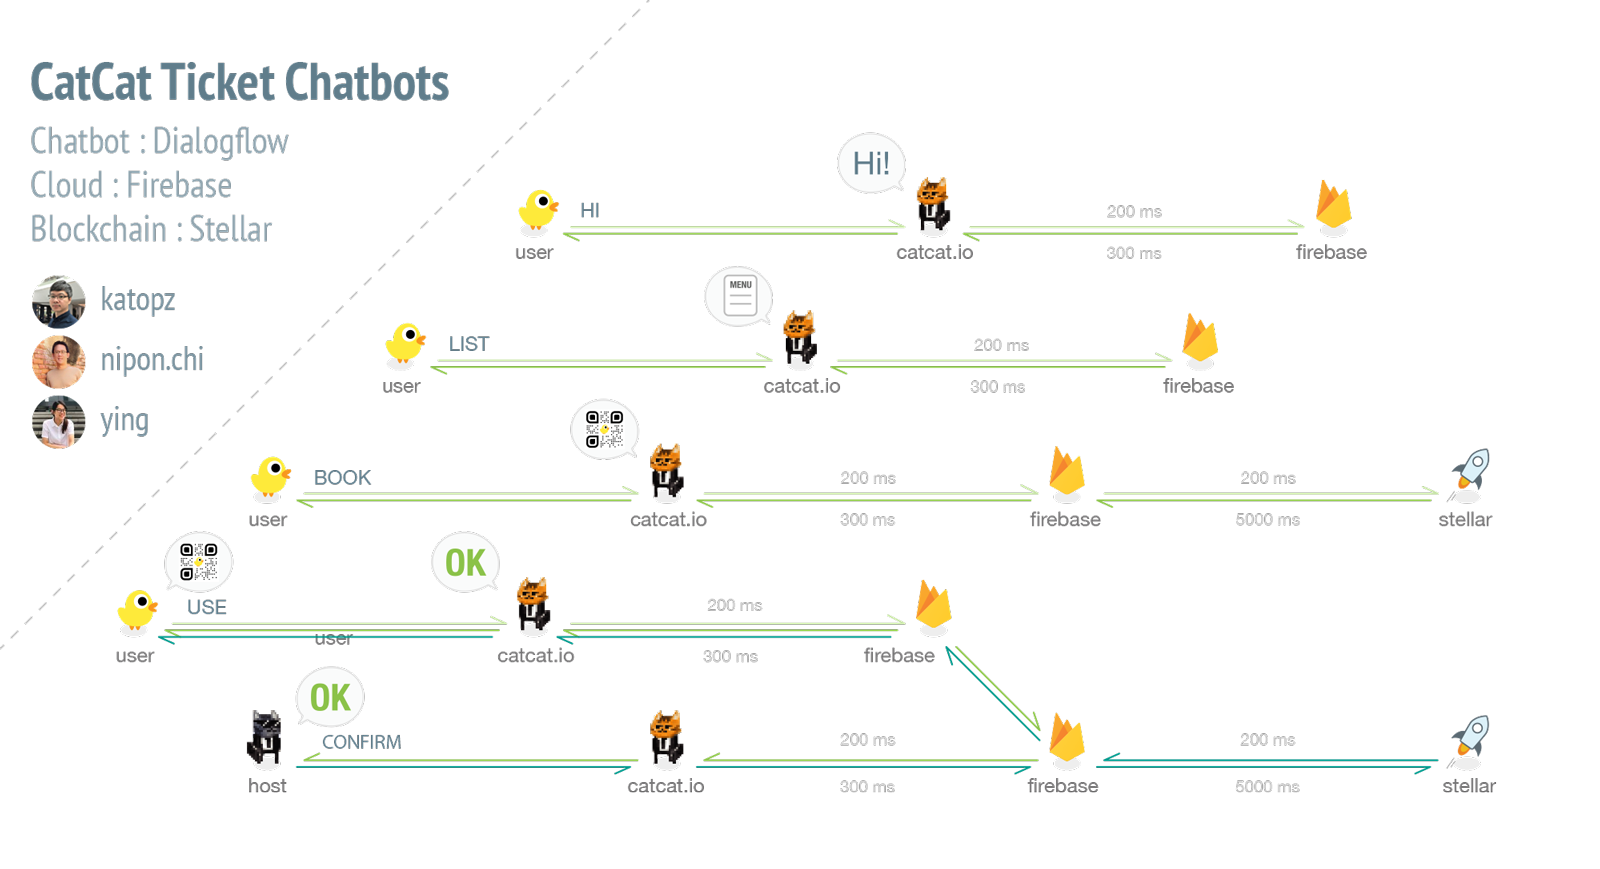 CatCat Ticket Chatbots
Chatbot : Dialogflow
Cloud : Firebase
Blockchain : Stellar
katopz
nipon.chi
ying
Hi!
HI
200 ms
user
catcat.io
300 ms
firebase
MENU
LIST
200 ms
user
catcat.io
300 ms
firebase
BOOK
200 ms
200 ms
user
catcat.io
300 ms
firebase
5000 ms
stellar
OK
USE
200 ms
user
user
catcat.io
300 ms
firebase
OK
CONFIRM
200 ms
200 ms
host
catcat.io
300 ms
firebase
5000 ms
stellar